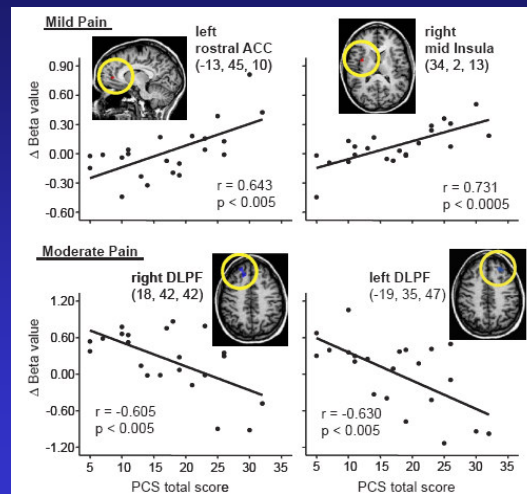 Mild Pain
left
rostral ACC
(-13, 45, 10)
right
mid Insula
(34, 2, 13)
Δ Beta value
0.90
0.60
0.30
0.00
-0.30
-0.60
r = 0.643
p < 0.005
r = 0.731
p < 0.0005
Moderate Pain
right DLPF
(18, 42, 42)
left DLPF
(-19, 35, 47)
Δ Beta value
1.20
0.60
0.00
-0.60
-1.20
r = -0.605
p < 0.005
r = -0.630
p < 0.005
5 10 15 20 25 30 35
5 10 15 20 25 30 35
PCS total score
PCS total score